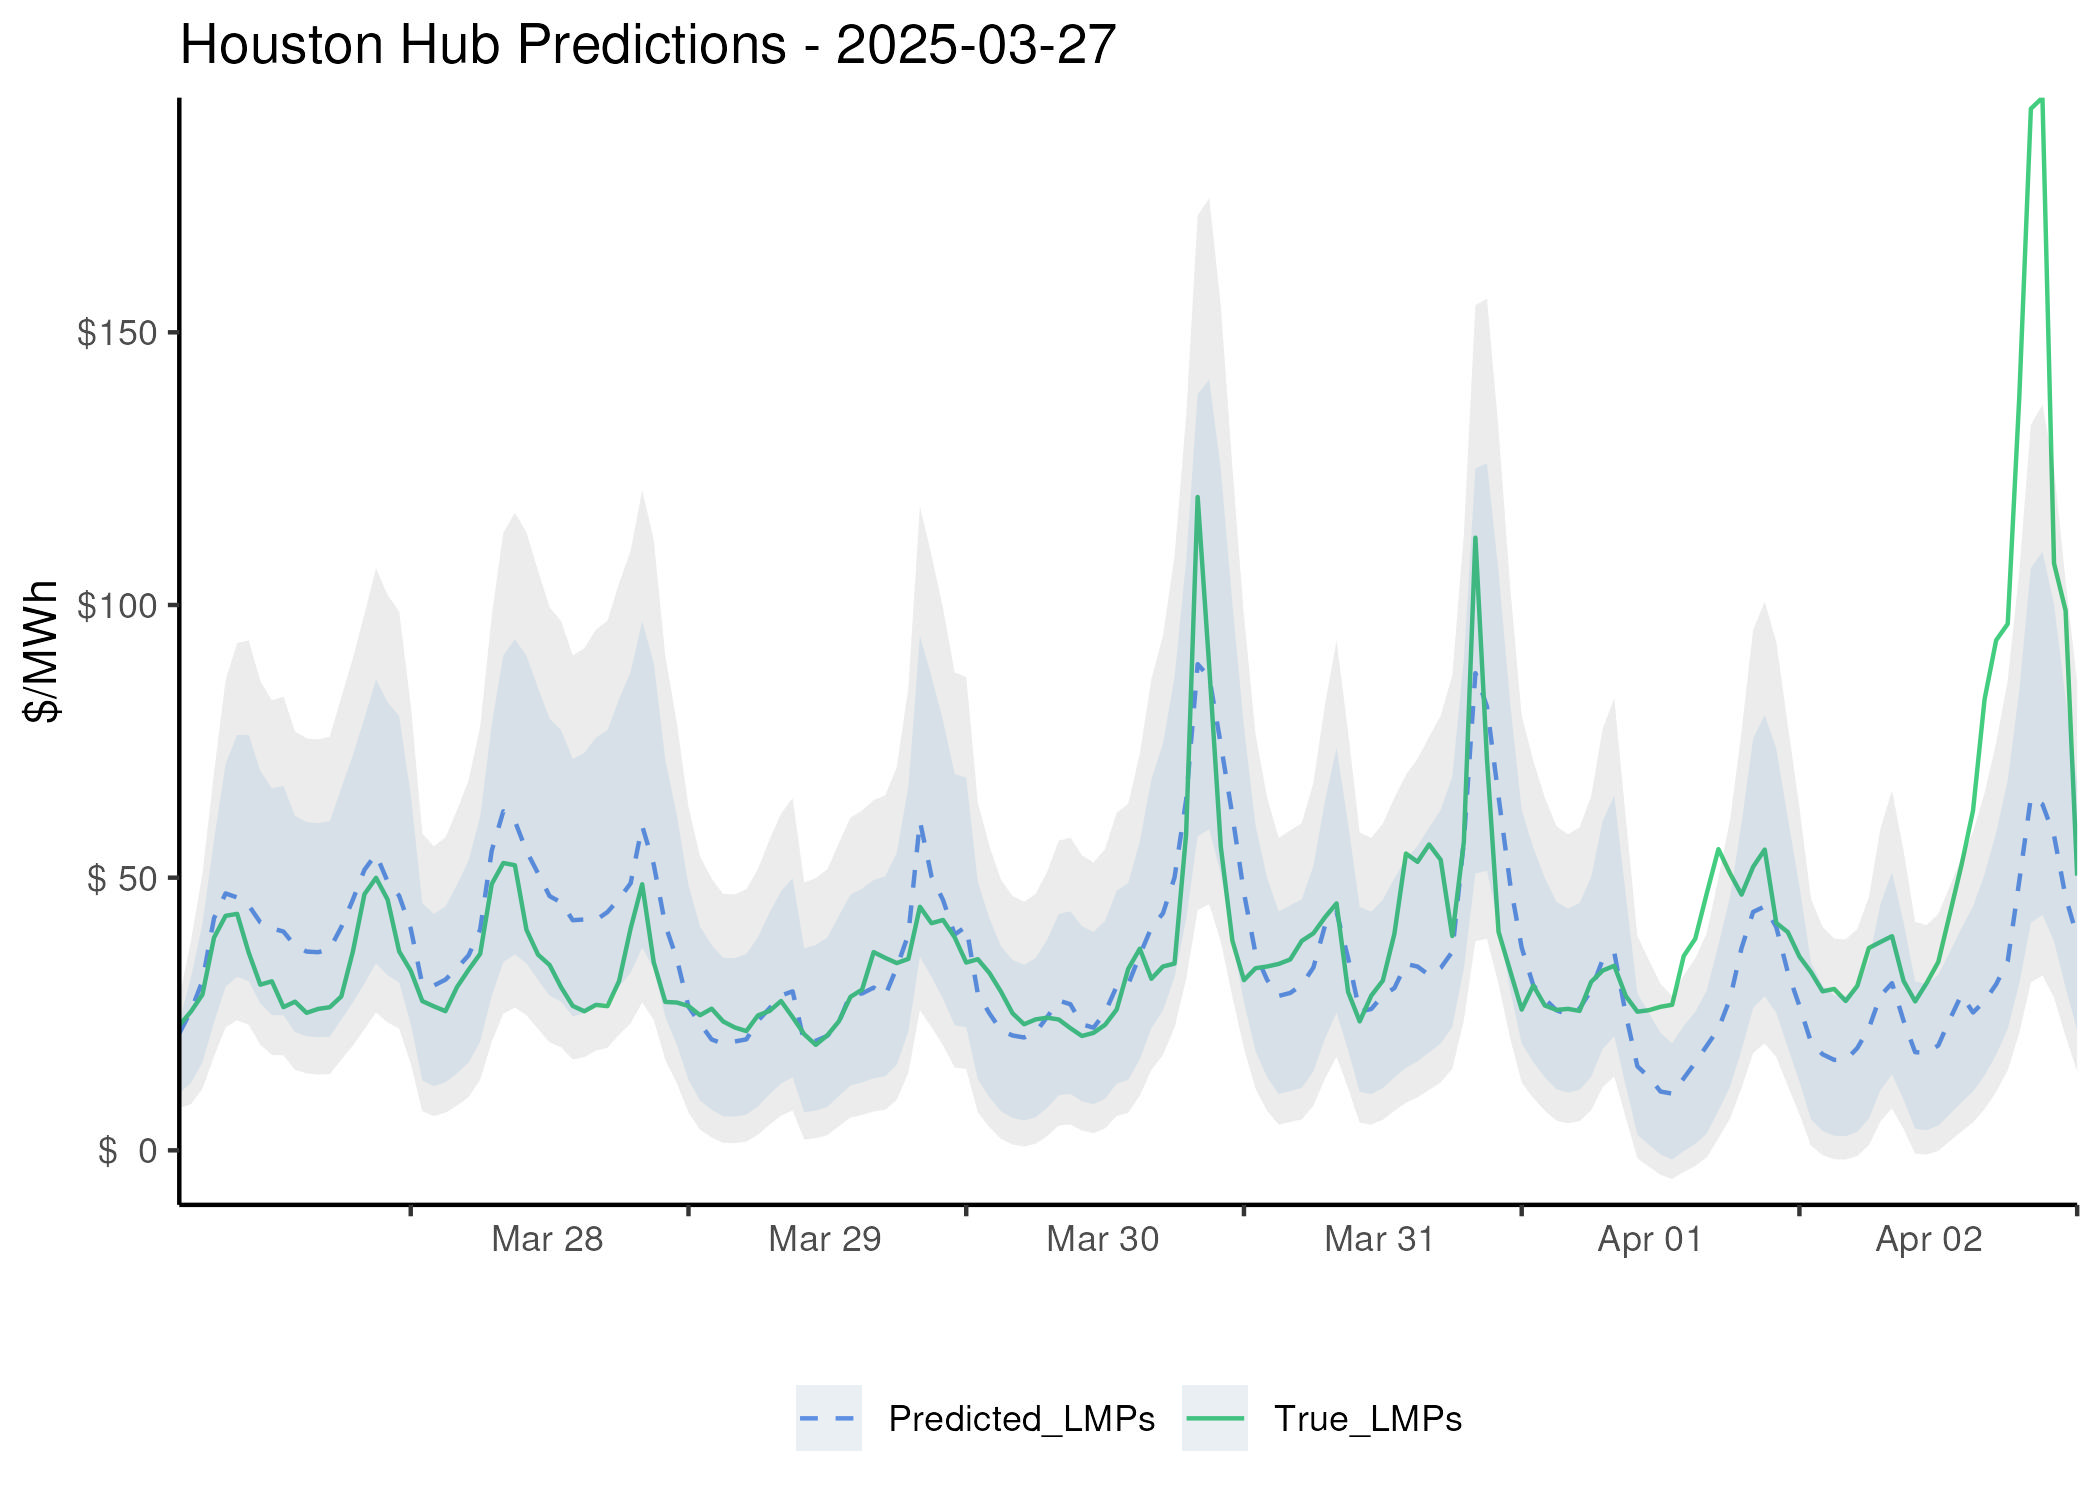 Houston Hub Predictions - 2025-03-27
$/MWh
$150
$100
$ 50
$  0
Mar 28 Mar 29 Mar 30 Mar 31 Apr 01 Apr 02
Predicted_LMPs True_LMPs